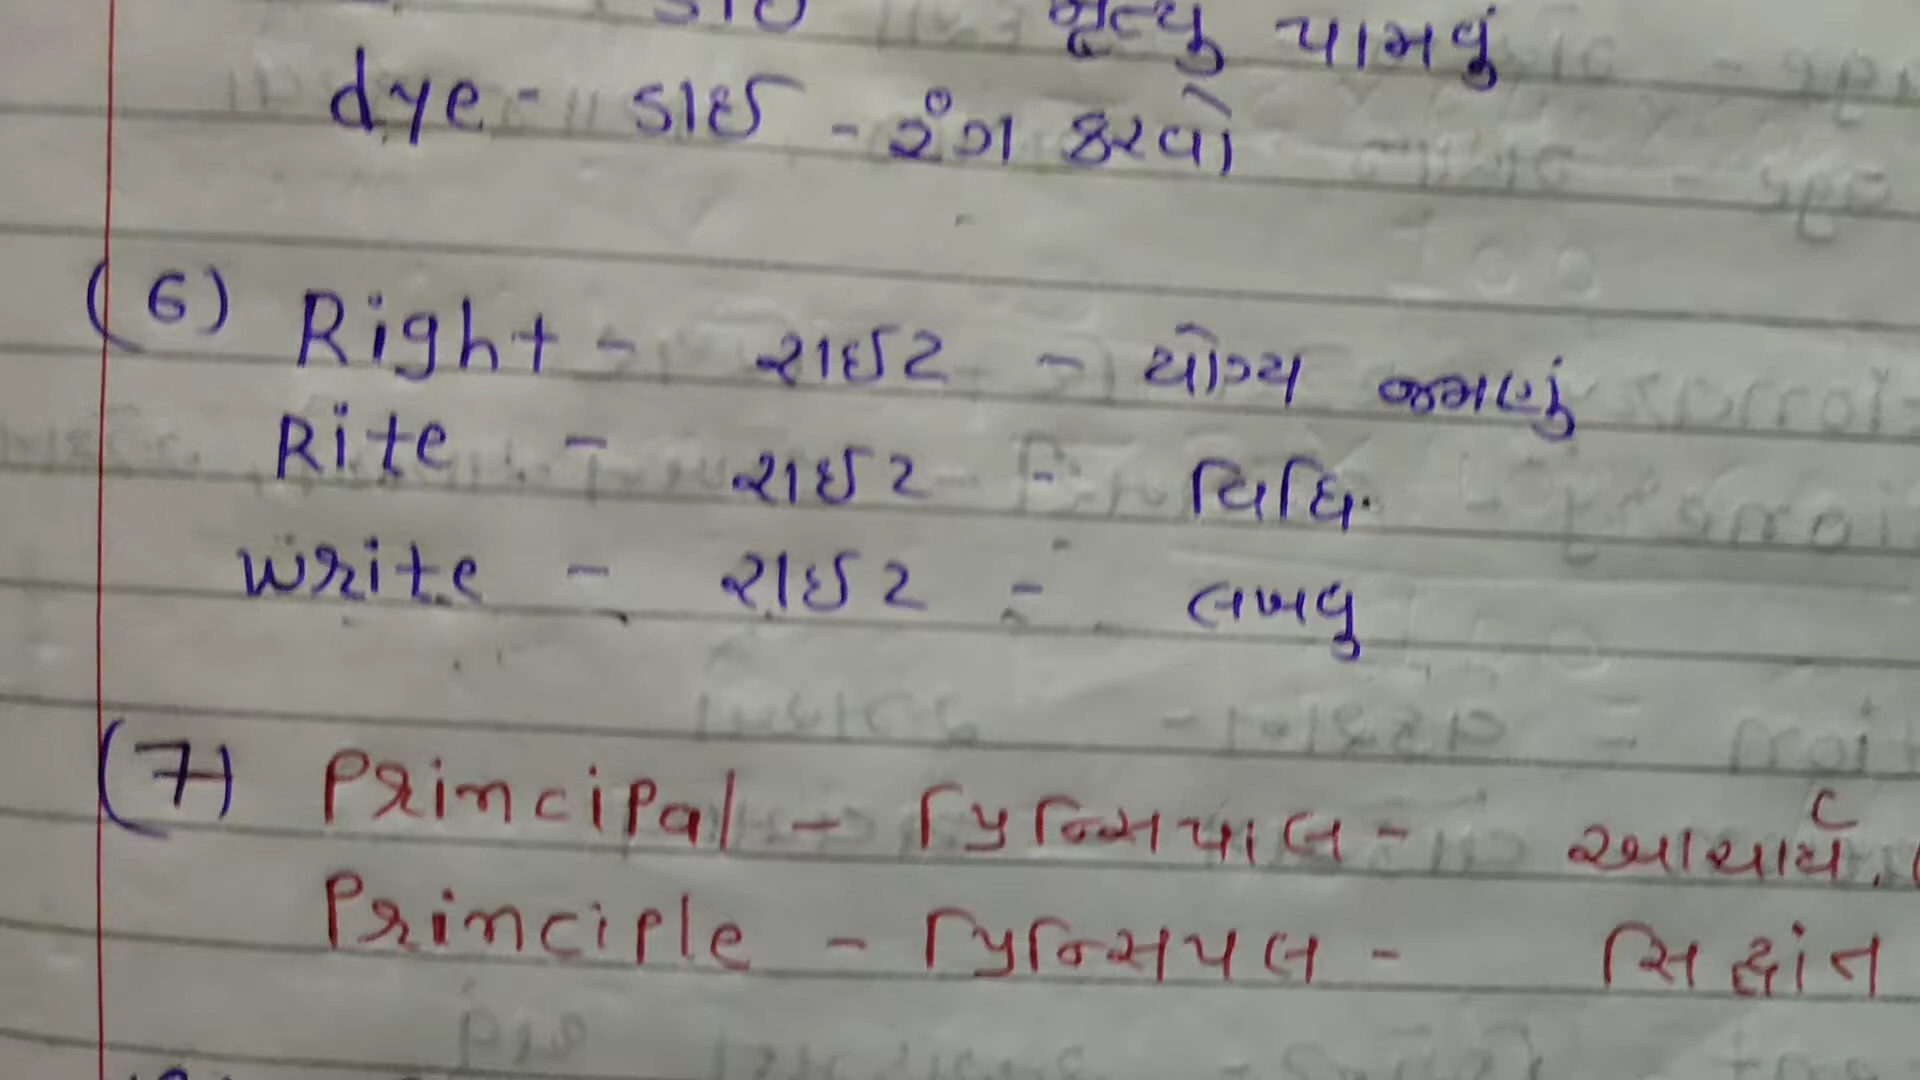 મૃત્યુ પામવું
dye - ડાઈ - રંગ કરવો
(6) Right - રાઈટ - યોગ્ય જમણું
Rite - રાઈટ - વિધિ.
write - રાઈટ - લખવુ
(7) Principal - પ્રિન્સિપાલ - આચાર્ય.
Principle - પ્રિન્સિપલ - સિદ્ધાંત